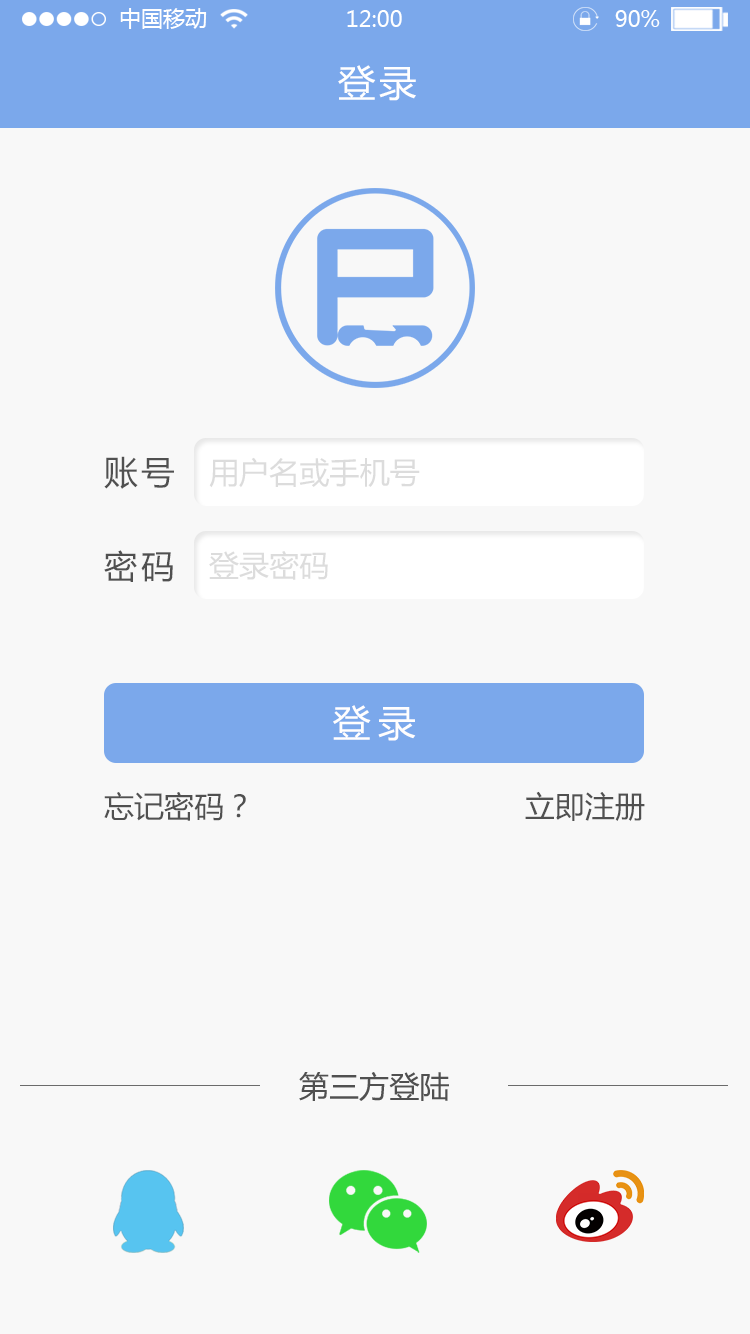 中国移动 12:00 90%
登录
账号 用户名或手机号
密码 登录密码
登录
忘记密码？ 立即注册
第三方登陆